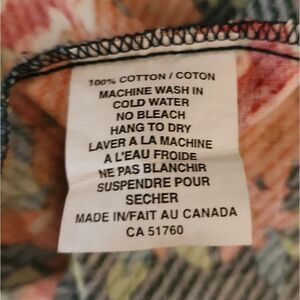 100% COTTON / COTON
MACHINE WASH IN
COLD WATER
NO BLEACH
HANG TO DRY
LAVER A LA MACHINE
A L'EAU FROIDE
NE PAS BLANCHIR
SUSPENDRE POUR
SECHER
MADE IN/FAIT AU CANADA
CA 51760